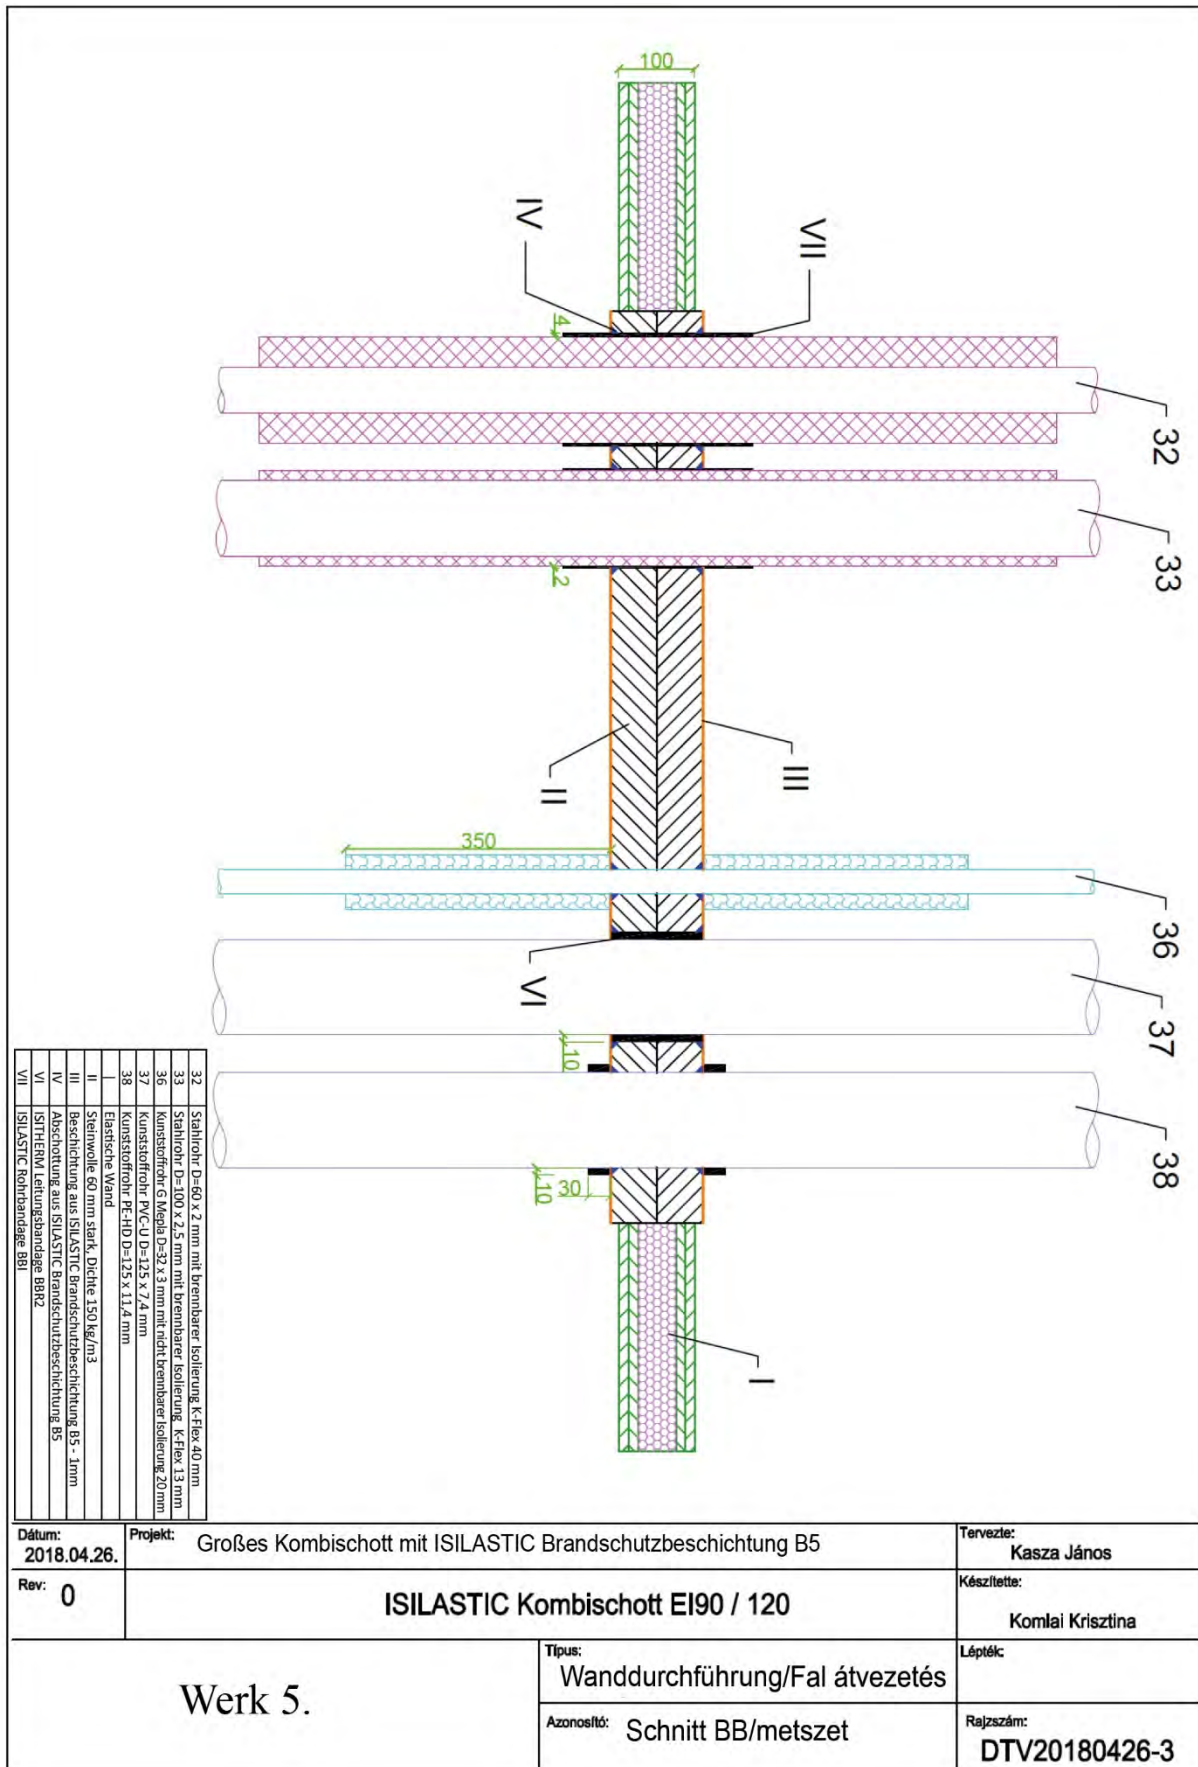 100
IV
VII
4
32
33
2
III
II
350
36
VI
37
10
38
30
10
I
32 Stahlrohr D=60 x 2 mm mit brennbarer Isolierung K-Flex 40 mm
33 Stahlrohr D=100 x 2,5 mm mit brennbarer Isolierung K-Flex 13 mm
36 Kunststoffrohr G Mepla D=32 x 3 mm mit nicht brennbarer Isolierung 20 mm
37 Kunststoffrohr PVC-U D=125 x 7,4 mm
38 Kunststoffrohr PE-HD D=125 x 11,4 mm
I Elastische Wand
II Steinwolle 60 mm stark, Dichte 150 kg/m3
III Beschichtung aus ISILASTIC Brandschutzbeschichtung B5 - 1mm
IV Abschottung aus ISILASTIC Brandschutzbeschichtung B5
VI ISITHERM Leitungsbandage BBR2
VII ISILASTIC Rohrbandage BBI
Dátum: 2018.04.26.
Projekt: Großes Kombischott mit ISILASTIC Brandschutzbeschichtung B5
Tervezte: Kasza János
Rev: 0
ISILASTIC Kombischott EI90 / 120
Készítette: Komlai Krisztina
Werk 5.
Típus: Wanddurchführung/Fal átvezetés
Lépték:
Azonosító: Schnitt BB/metszet
Rajzszám: DTV20180426-3